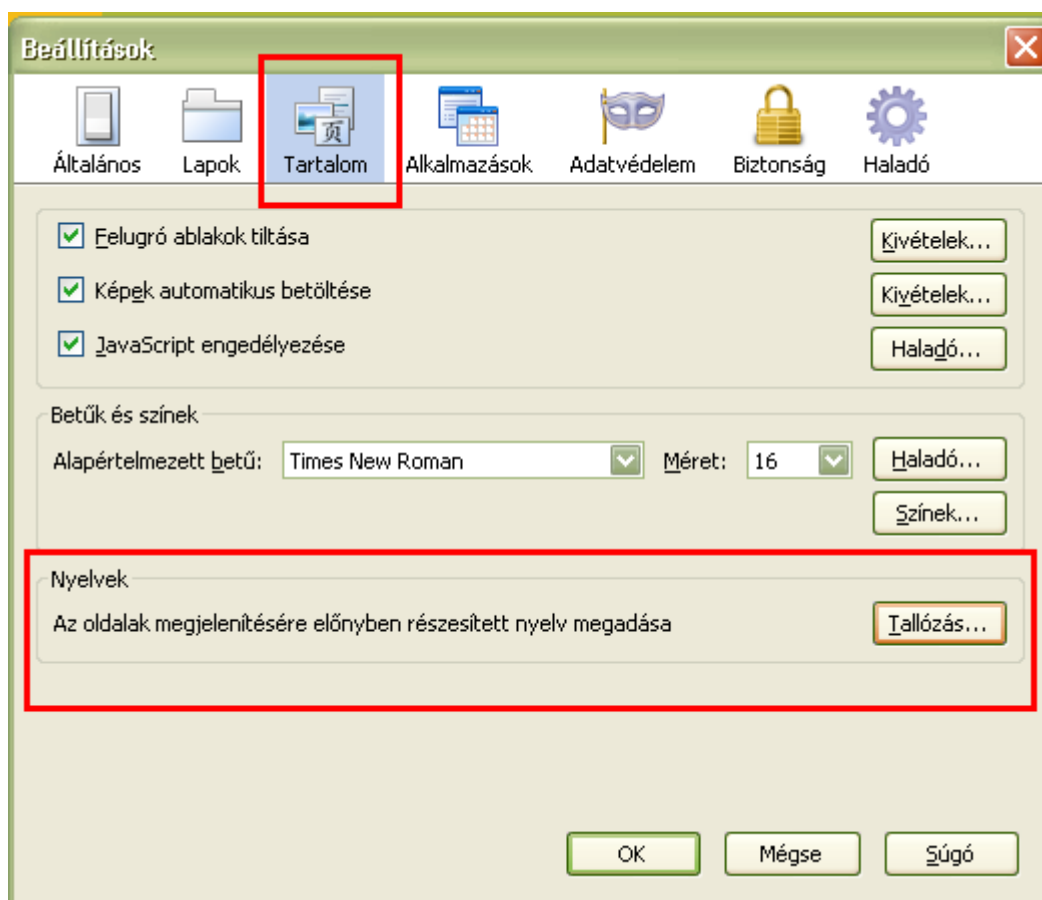 Beállítások
Általános Lapok Tartalom Alkalmazások Adatvédelem Biztonság Haladó
Felugró ablakok tiltása Kivételek...
Képek automatikus betöltése Kivételek...
JavaScript engedélyezése Haladó...
Betűk és színek
Alapértelmezett betű: Times New Roman Méret: 16 Haladó...
Színek...
Nyelvek
Az oldalak megjelenítésére előnyben részesített nyelv megadása Tallózás...
OK Mégse Súgó